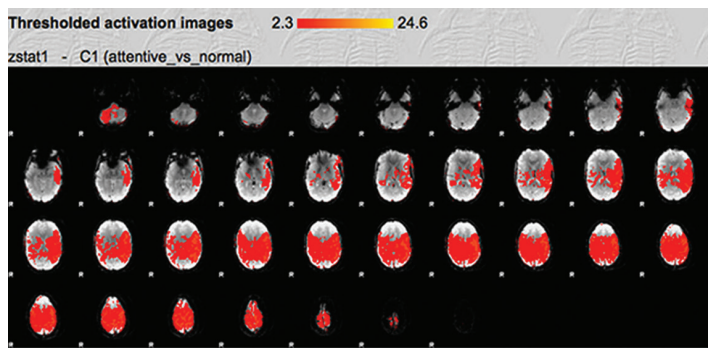 Thresholded activation images 2.3 24.6
zstat1 - C1 (attentive_vs_normal)